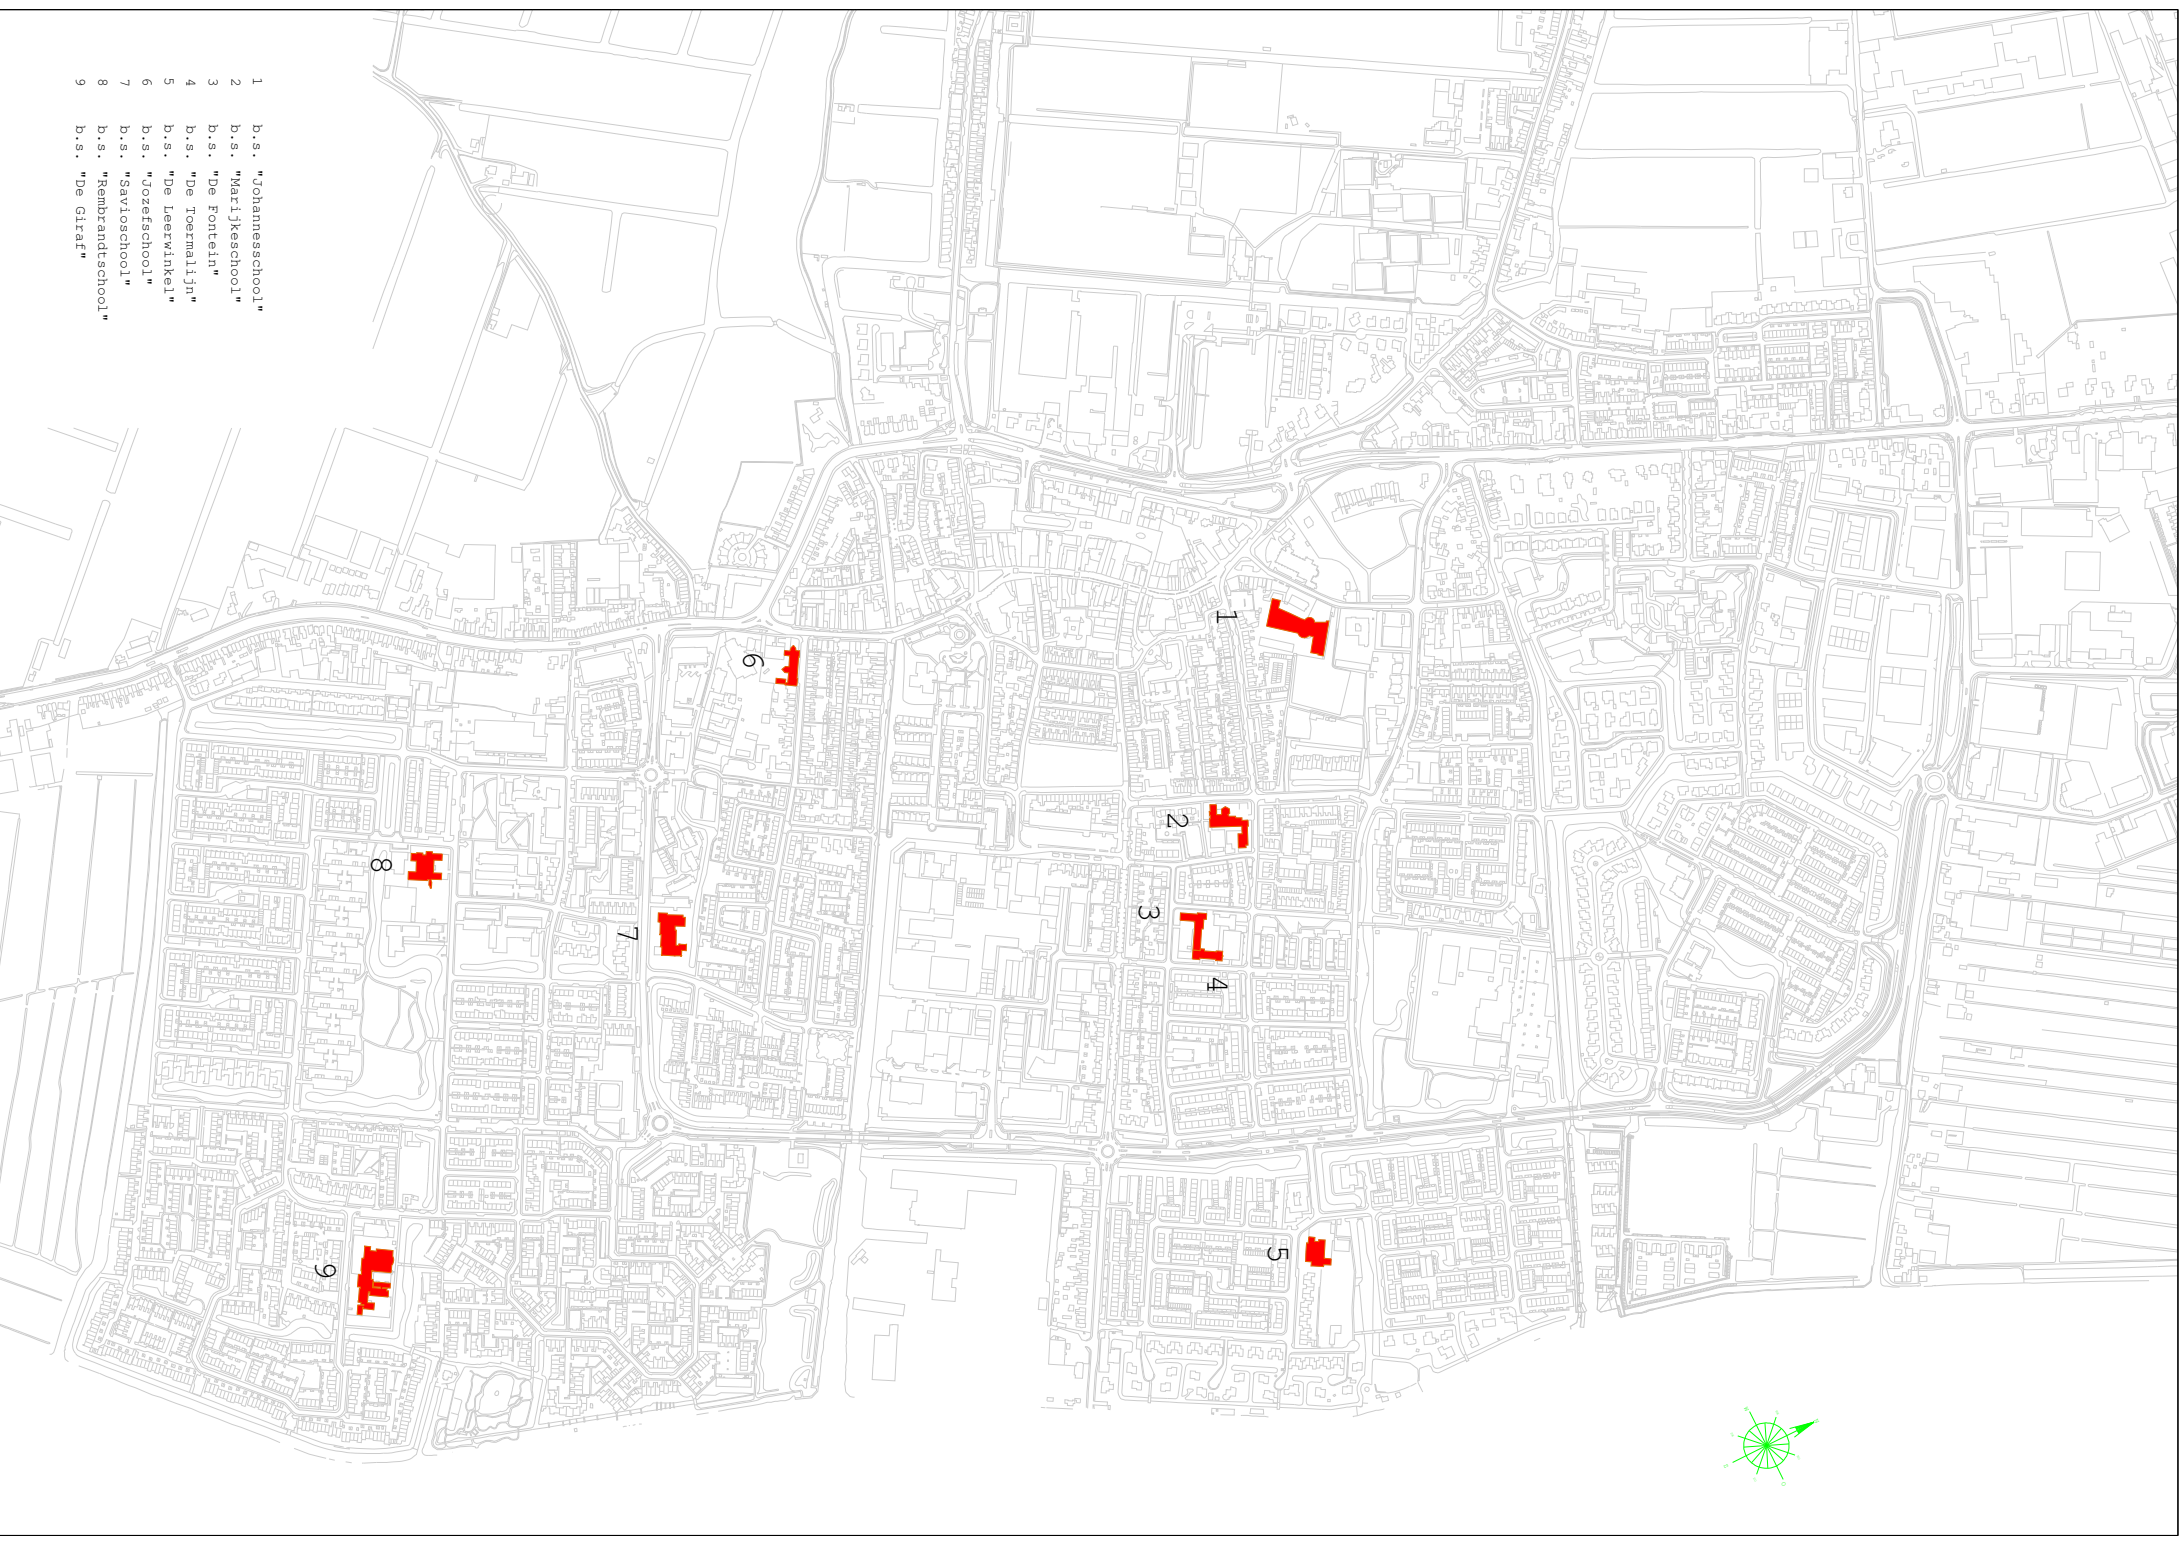 1 b.s. "Johannesschool"
2 b.s. "Marijkeschool"
3 b.s. "De Fontein"
4 b.s. "De Toermalijn"
5 b.s. "De Leerwinkel"
6 b.s. "Jozefschool"
7 b.s. "Savioschool"
8 b.s. "Rembrandtschool"
9 b.s. "De Giraf"
1
6
2
8
3
7
4
5
9